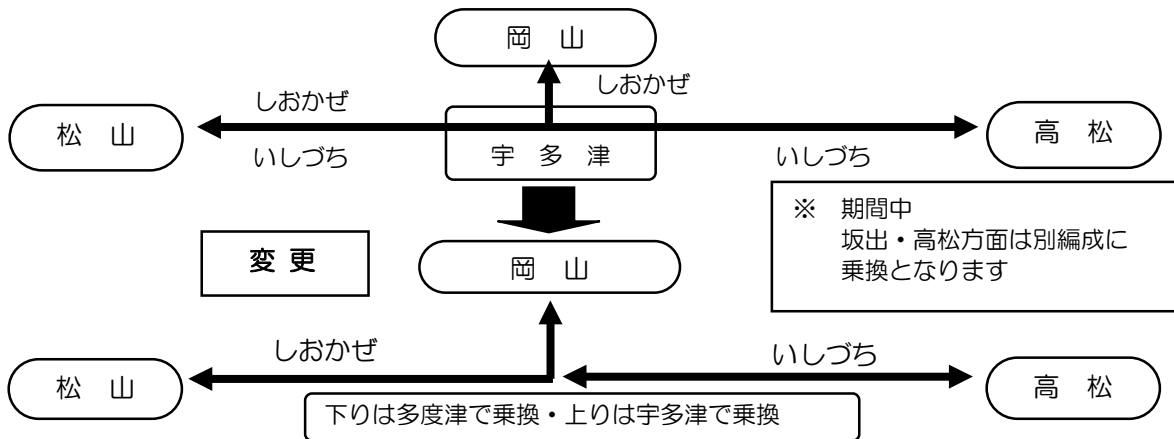 岡 山
しおかぜ
しおかぜ
松 山
高 松
宇 多 津
いしづち
いしづち
※ 期間中
坂出・高松方面は別編成に
乗換となります
変 更
岡 山
しおかぜ
いしづち
松 山
高 松
下りは多度津で乗換・上りは宇多津で乗換